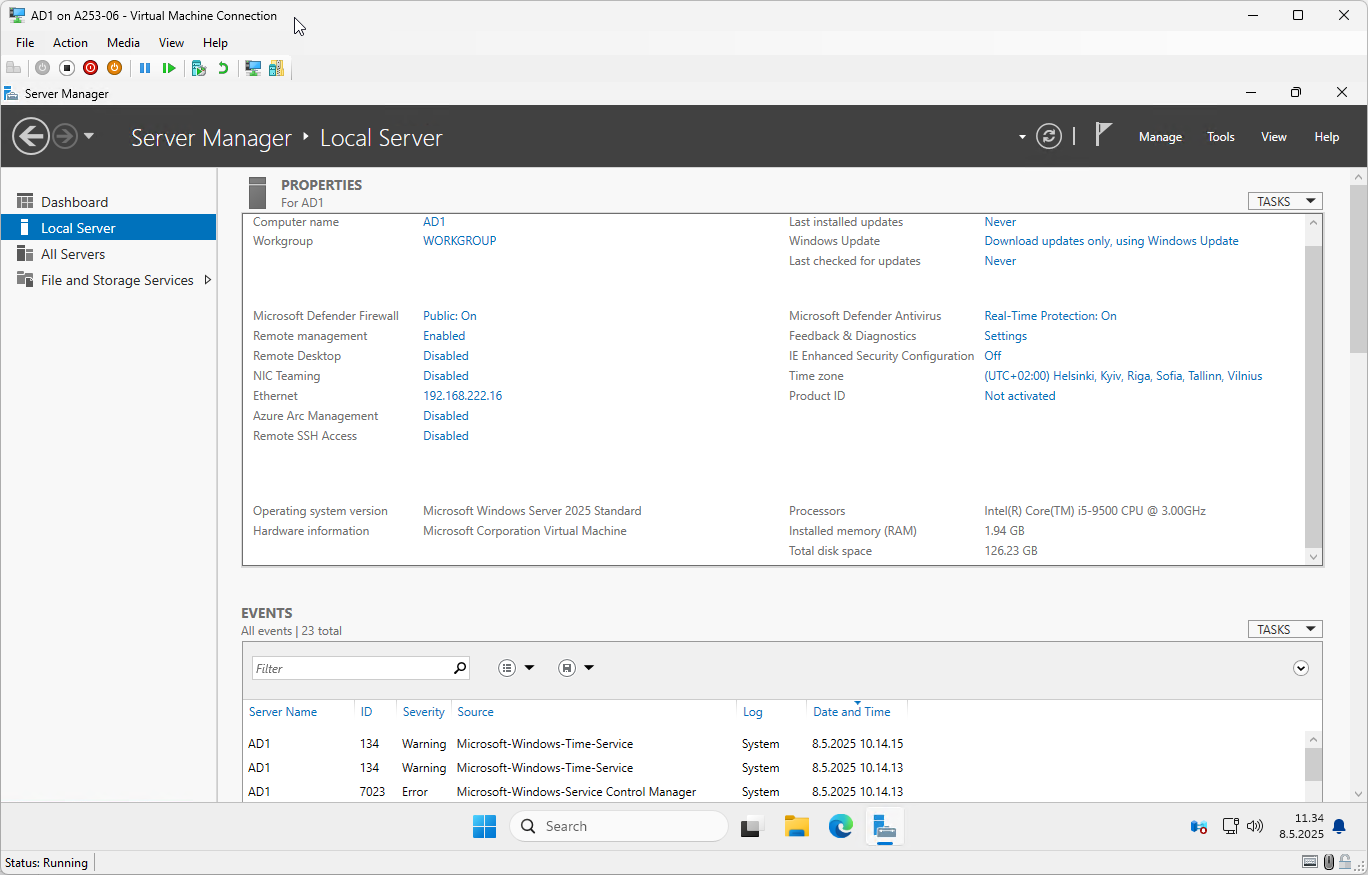 AD1 on A253-06 - Virtual Machine Connection
File Action Media View Help
Server Manager
Server Manager Local Server
Manage Tools View Help
Dashboard
Local Server
All Servers
File and Storage Services
PROPERTIES
For AD1
TASKS
Computer name AD1 Last installed updates Never
Workgroup WORKGROUP Windows Update Download updates only, using Windows Update
Last checked for updates Never
Microsoft Defender Firewall Public: On Microsoft Defender Antivirus Real-Time Protection: On
Remote management Enabled Feedback & Diagnostics Settings
Remote Desktop Disabled IE Enhanced Security Configuration Off
NIC Teaming Disabled Time zone (UTC+02:00) Helsinki, Kyiv, Riga, Sofia, Tallinn, Vilnius
Ethernet 192.168.222.16 Product ID Not activated
Azure Arc Management Disabled
Remote SSH Access Disabled
Operating system version Microsoft Windows Server 2025 Standard Processors Intel(R) Core(TM) i5-9500 CPU @ 3.00GHz
Hardware information Microsoft Corporation Virtual Machine Installed memory (RAM) 1.94 GB
Total disk space 126.23 GB
EVENTS
All events | 23 total
TASKS
Filter
Server Name ID Severity Source Log Date and Time
AD1 134 Warning Microsoft-Windows-Time-Service System 8.5.2025 10.14.15
AD1 134 Warning Microsoft-Windows-Time-Service System 8.5.2025 10.14.13
AD1 7023 Error Microsoft-Windows-Service Control Manager System 8.5.2025 10.14.13
Search
11.34
8.5.2025
Status: Running